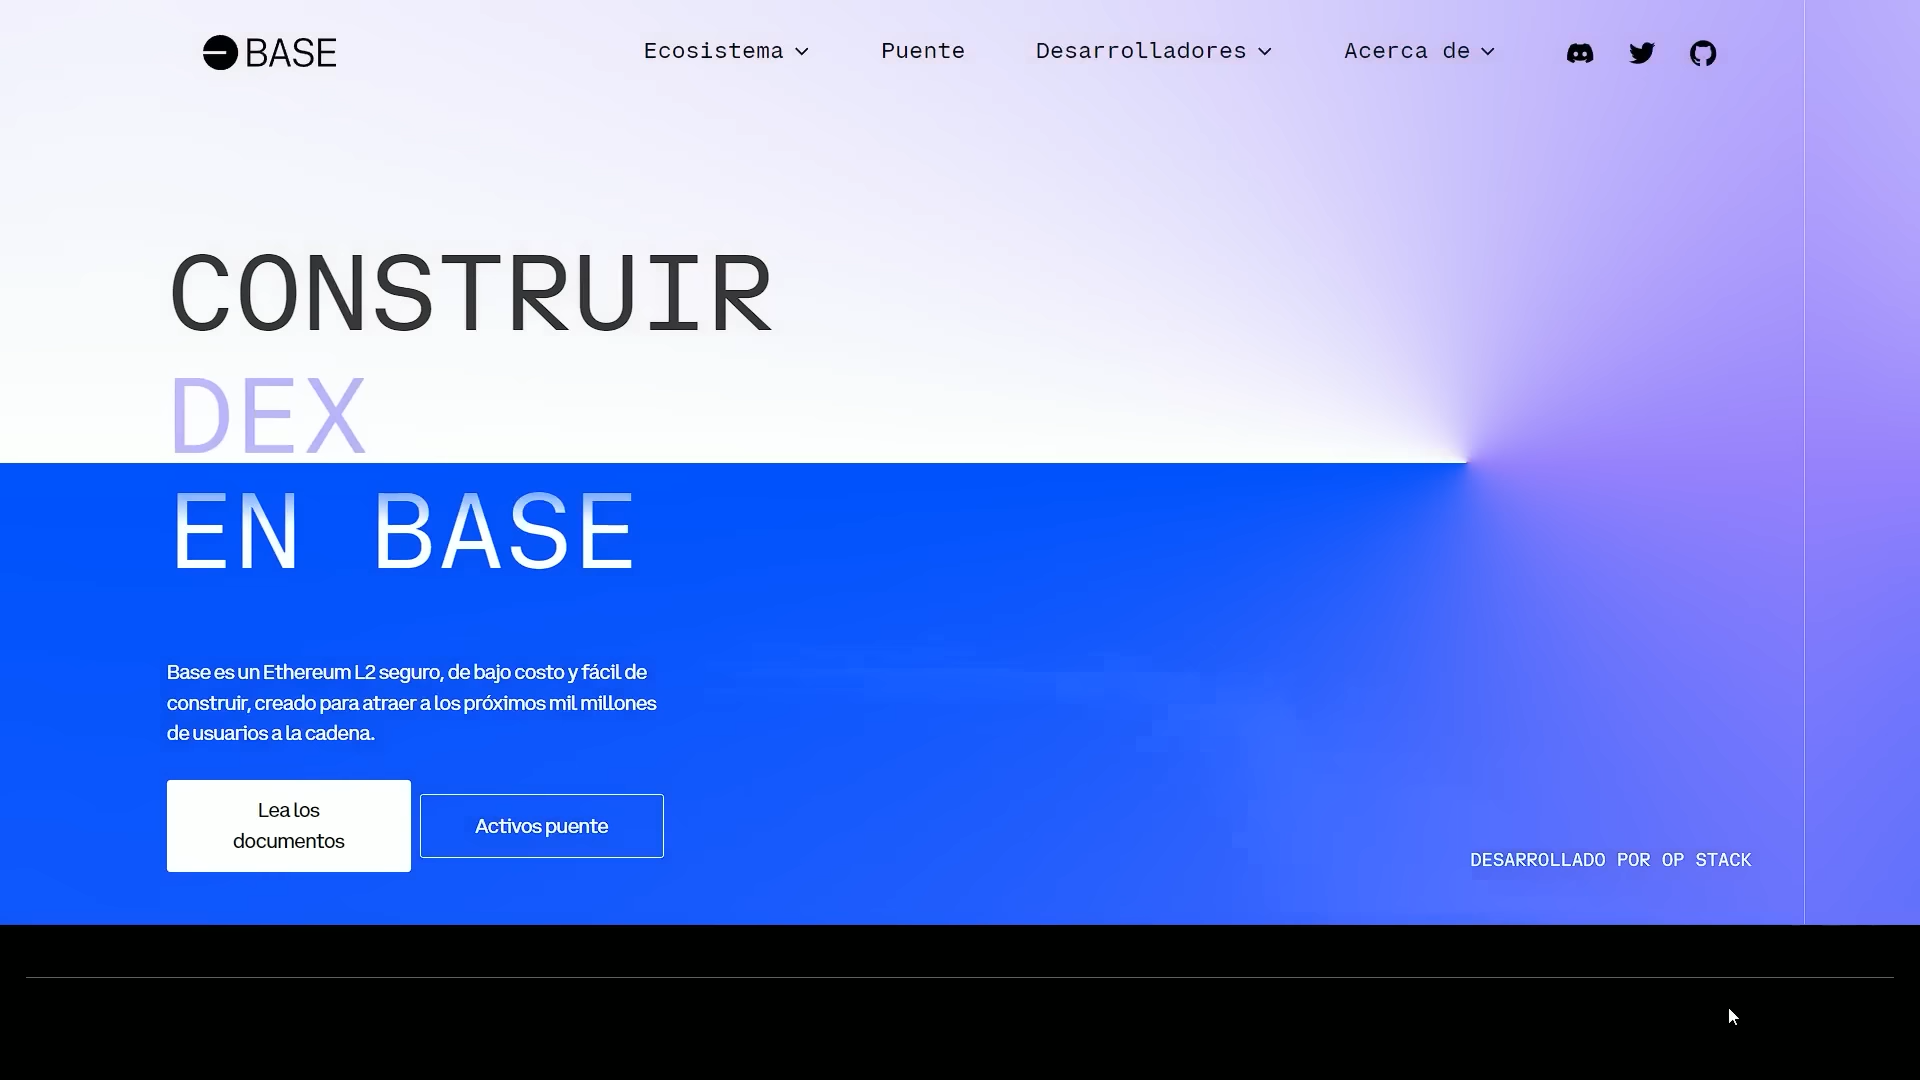 BASE
Ecosistema
Puente
Desarrolladores
Acerca de
CONSTRUIR
DEX
EN BASE
Base es un Ethereum L2 seguro, de bajo costo y fácil de
construir, creado para atraer a los próximos mil millones
de usuarios a la cadena.
Lea los
documentos
Activos puente
DESARROLLADO POR OP STACK